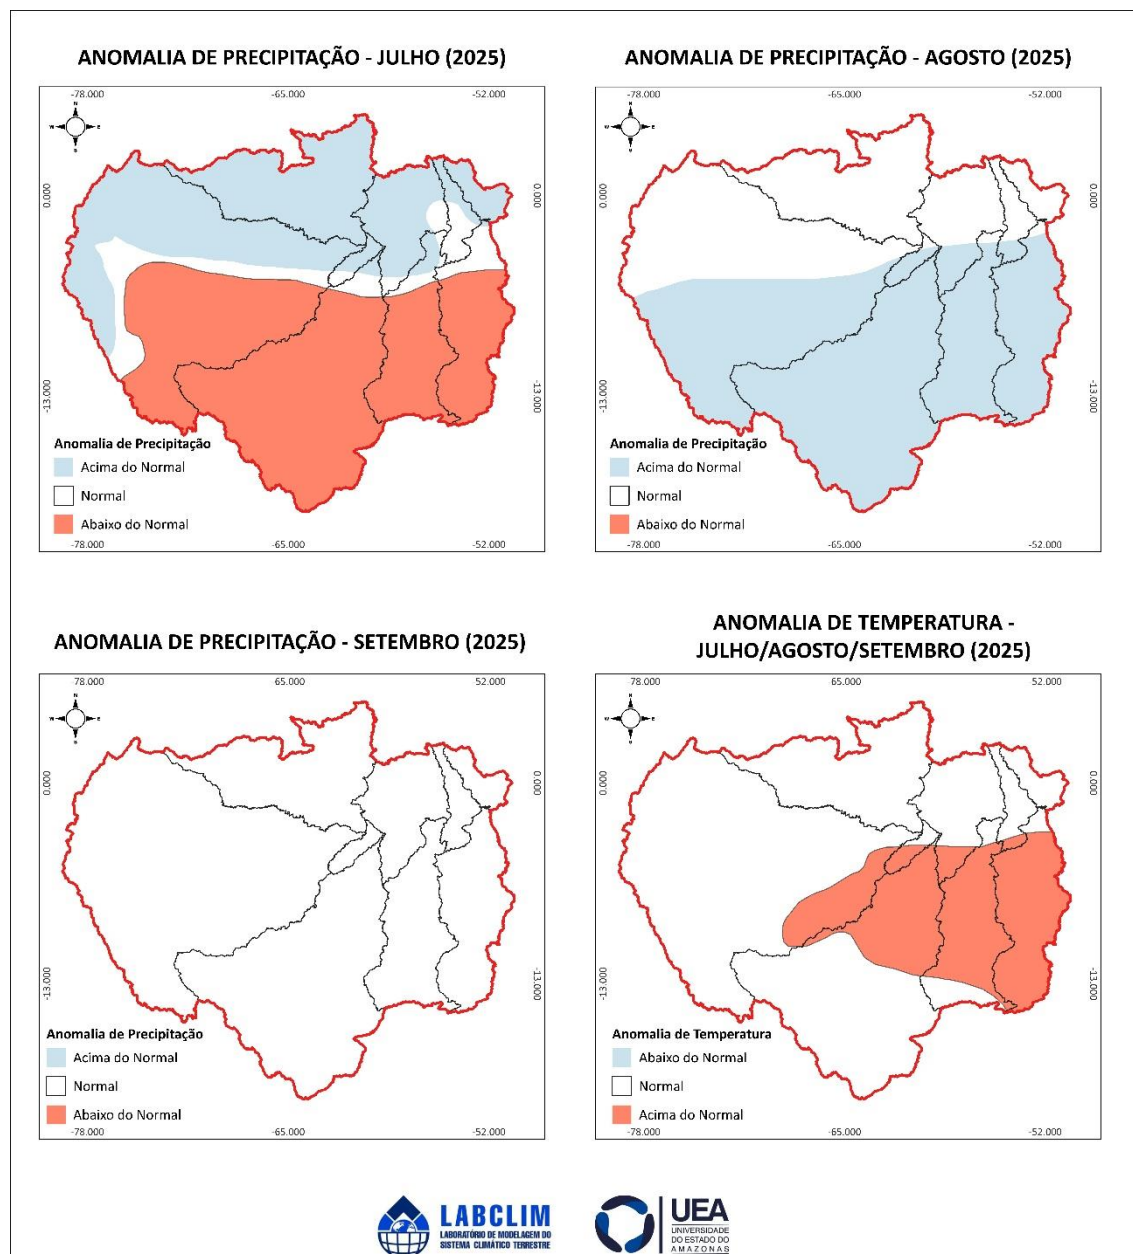 ANOMALIA DE PRECIPITAÇÃO - JULHO (2025)
-78.000
-65.000
-52.000
N
W
E
S
0.000
0.000
-13.000
-13.000
Anomalia de Precipitação
Acima do Normal
Normal
Abaixo do Normal
-78.000
-65.000
-52.000
ANOMALIA DE PRECIPITAÇÃO - AGOSTO (2025)
-78.000
-65.000
-52.000
N
W
E
S
0.000
0.000
-13.000
-13.000
Anomalia de Precipitação
Acima do Normal
Normal
Abaixo do Normal
-78.000
-65.000
-52.000
ANOMALIA DE PRECIPITAÇÃO - SETEMBRO (2025)
78.000
65.000
52.000
N
W
E
S
0.000
0.000
-13.000
-13.000
Anomalia de Precipitação
Acima do Normal
Normal
Abaixo do Normal
-78.000
-65.000
-52.000
ANOMALIA DE TEMPERATURA -
JULHO/AGOSTO/SETEMBRO (2025)
78.000
65.000
52.000
N
W
E
S
0.000
0.000
-13.000
-13.000
Anomalia de Temperatura
Abaixo do Normal
Normal
Acima do Normal
-78.000
-65.000
-52.000
LABCLIM
LABORATÓRIO DE MODELAGEM DO
SISTEMA CLIMÁTICO TERRESTRE
UEA
UNIVERSIDADE
DO ESTADO DO
AMAZONAS